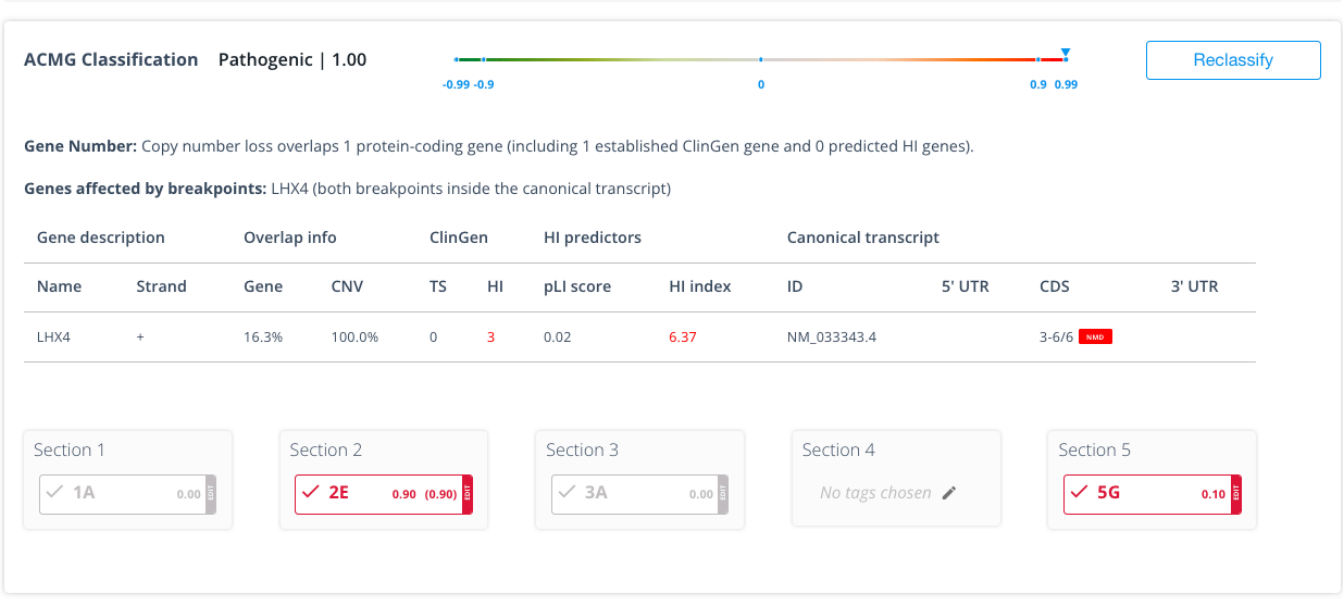 ACMG Classification Pathogenic | 1.00
Reclassify
-0.99 -0.9 0 0.9 0.99
Gene Number: Copy number loss overlaps 1 protein-coding gene (including 1 established ClinGen gene and 0 predicted HI genes).
Genes affected by breakpoints: LHX4 (both breakpoints inside the canonical transcript)
Gene description Overlap info ClinGen HI predictors Canonical transcript
Name Strand Gene CNV TS HI pLI score HI index ID 5' UTR CDS 3' UTR
LHX4 + 16.3% 100.0% 0 3 0.02 6.37 NM_033343.4 3-6/6 NMD
Section 1 Section 2 Section 3 Section 4 Section 5
1A 0.00 EDIT 2E 0.90 (0.90) EDIT 3A 0.00 EDIT No tags chosen 5G 0.10 EDIT